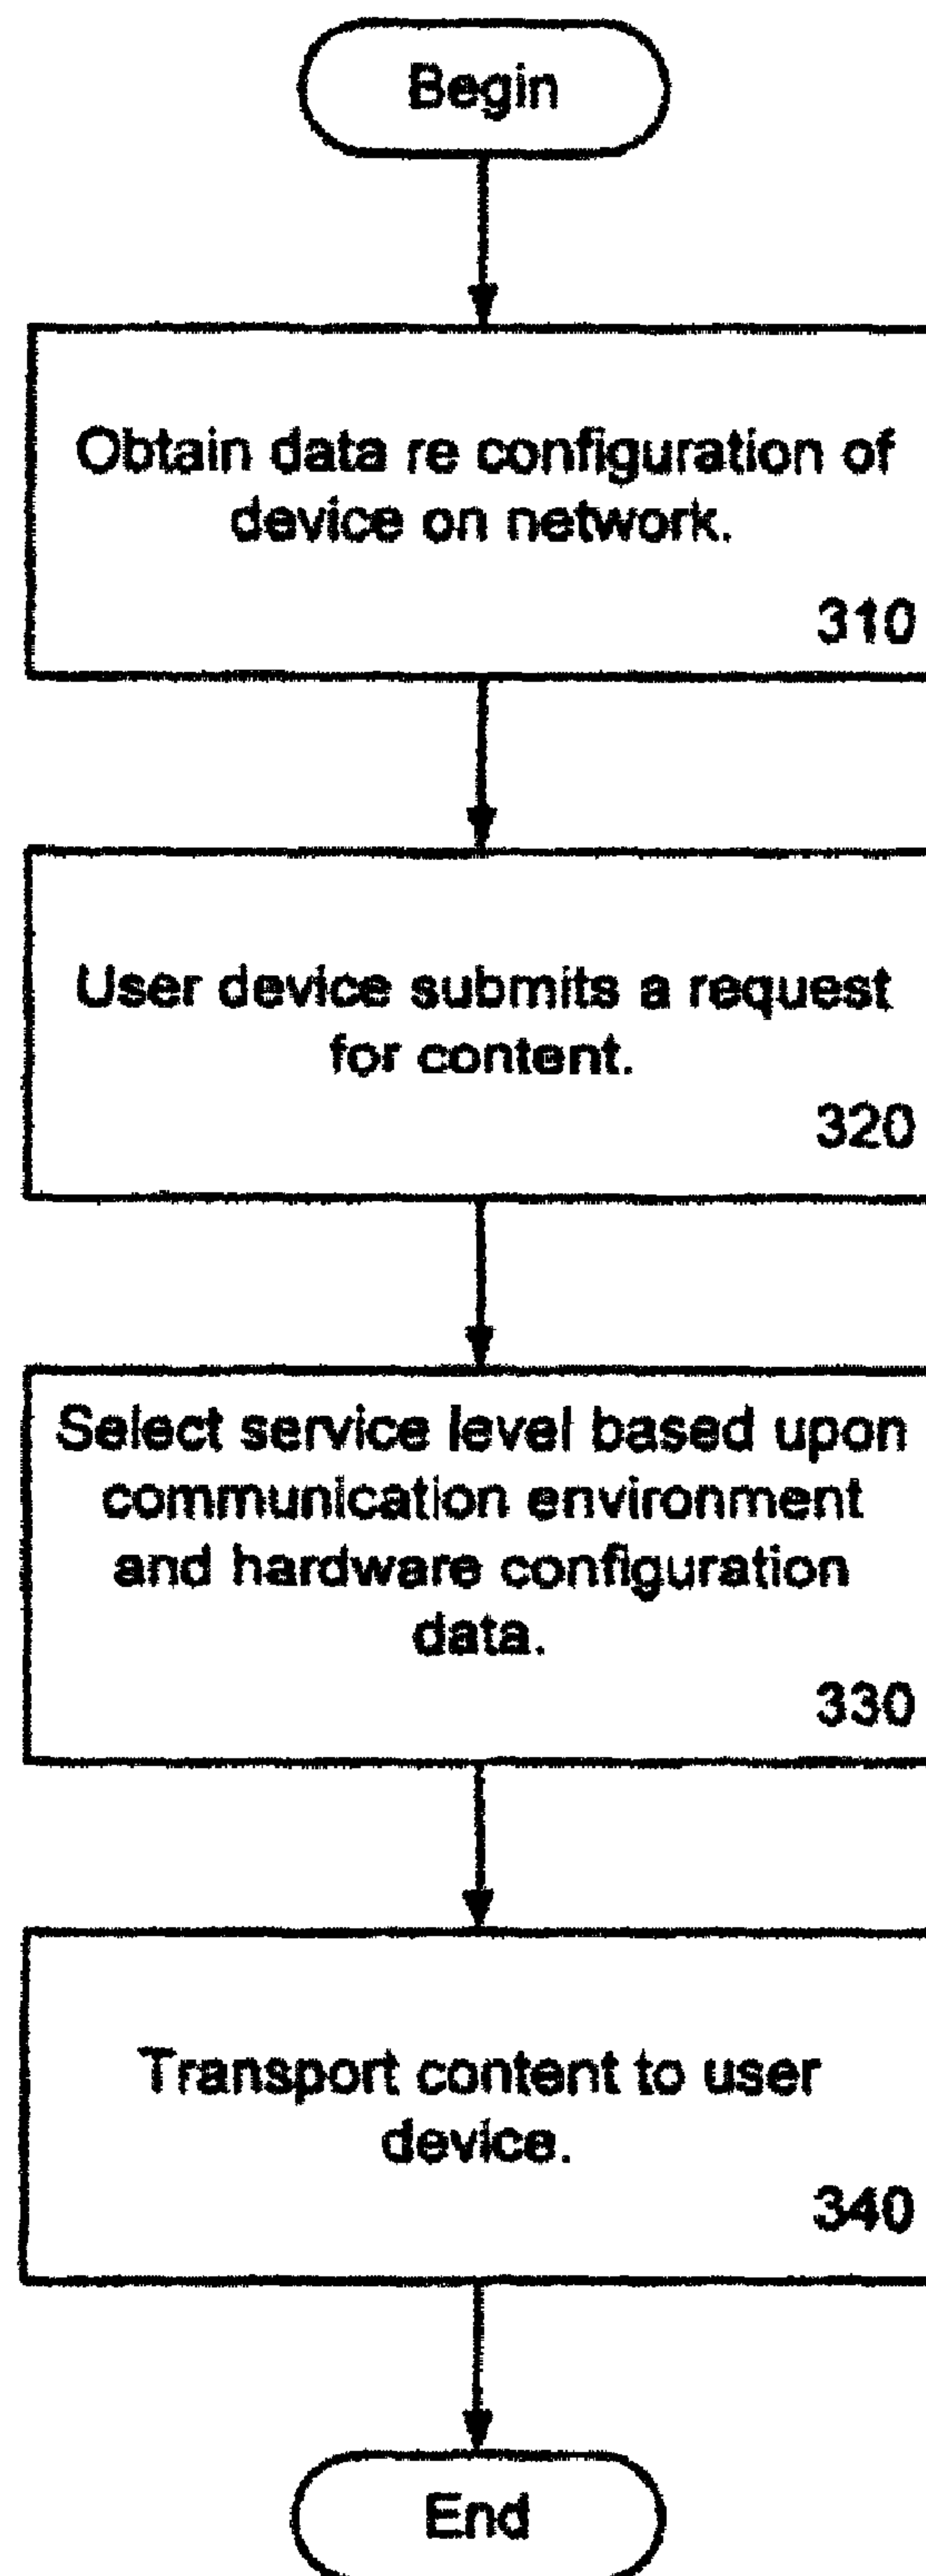 Begin
Obtain data re configuration of
device on network.
310
User device submits a request
for content.
320
Select service level based upon
communication environment
and hardware configuration
data.
330
Transport content to user
device.
340
End